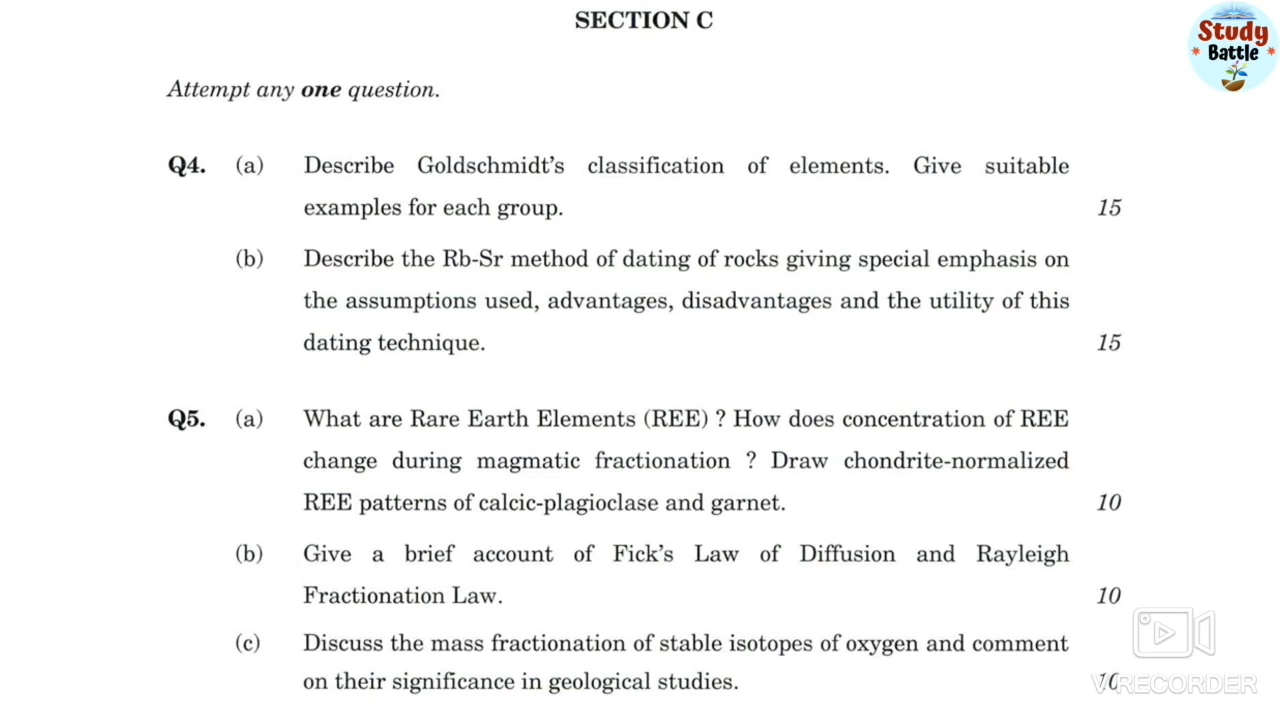 SECTION C
Study
Battle
Attempt any one question.
Q4. (a) Describe Goldschmidt's classification of elements. Give suitable
examples for each group. 15
(b) Describe the Rb-Sr method of dating of rocks giving special emphasis on
the assumptions used, advantages, disadvantages and the utility of this
dating technique. 15
Q5. (a) What are Rare Earth Elements (REE) ? How does concentration of REE
change during magmatic fractionation ? Draw chondrite-normalized
REE patterns of calcic-plagioclase and garnet. 10
(b) Give a brief account of Fick's Law of Diffusion and Rayleigh
Fractionation Law. 10
(c) Discuss the mass fractionation of stable isotopes of oxygen and comment
on their significance in geological studies. 10
V RECORDER